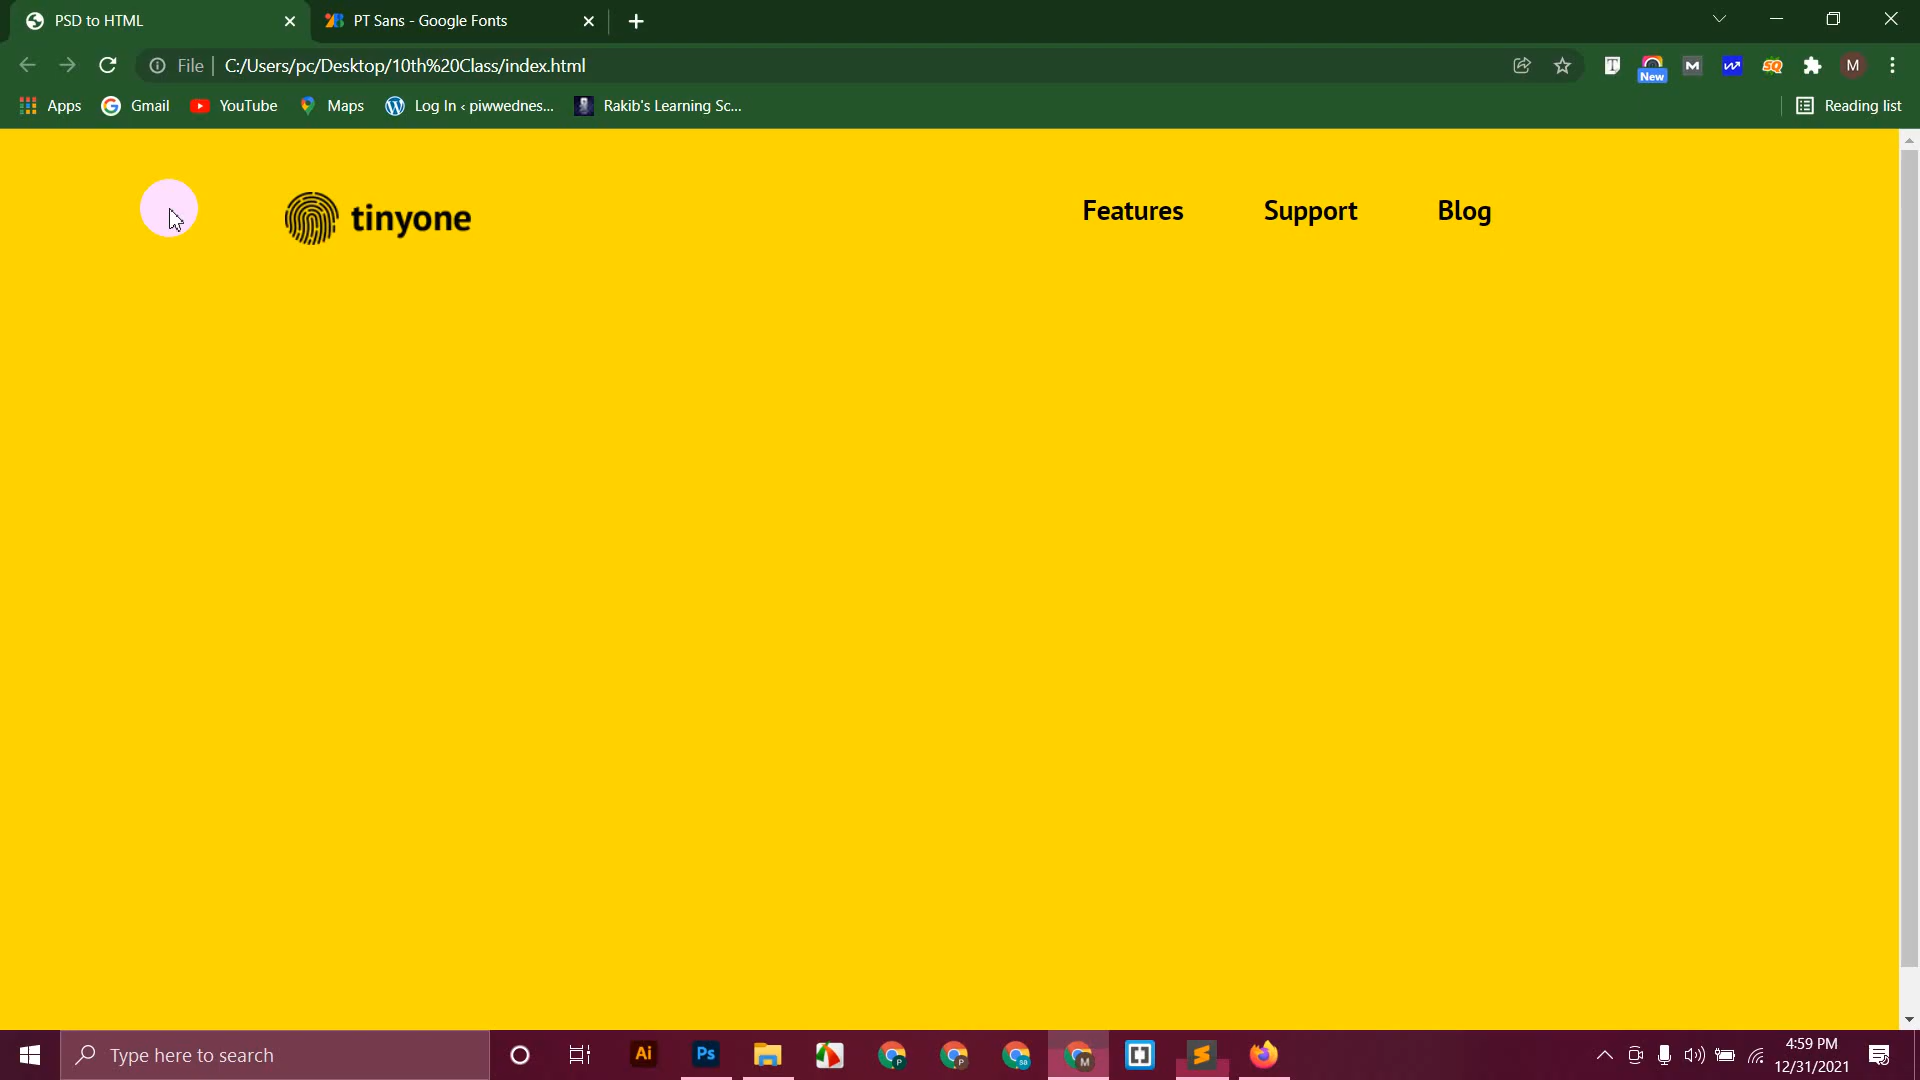 PSD to HTML
PT Sans - Google Fonts
File
C:/Users/pc/Desktop/10th%20Class/index.html
New
M
Apps
Gmail
YouTube
Maps
Log In ‹ piwwednes...
Rakib's Learning Sc...
Reading list
tinyone
Features
Support
Blog
Type here to search
Ai
Ps
4:59 PM
12/31/2021